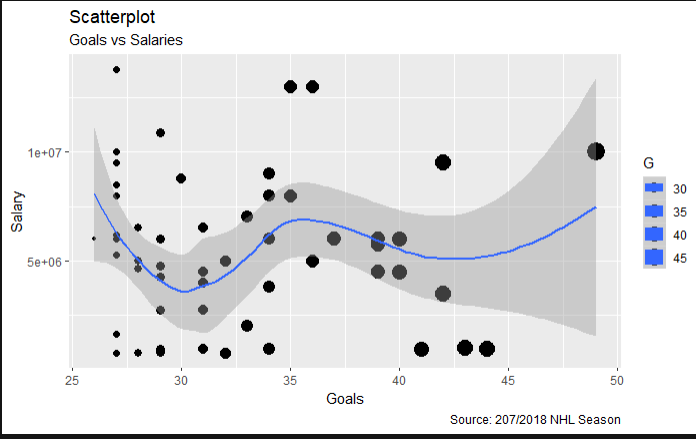 Scatterplot
Goals vs Salaries
1e+07
5e+06
Salary
25 30 35 40 45 50
Goals
G
30
35
40
45
Source: 207/2018 NHL Season